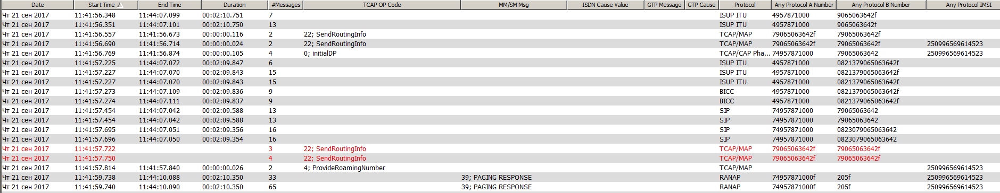 Date Start Time End Time Duration #Messages TCAP OP Code MM/SM Msg ISDN Cause Value GTP Message GTP Cause Protocol Any Protocol A Number Any Protocol B Number Any Protocol IMSI
Чт 21 сен 2017 11:41:56.348 11:44:07.099 00:02:10.751 7 ISUP ITU 4957871000 9065063642f
Чт 21 сен 2017 11:41:56.351 11:44:07.101 00:02:10.750 13 ISUP ITU 4957871000 9065063642f
Чт 21 сен 2017 11:41:56.557 11:41:56.673 00:00:00.116 2 22; SendRoutingInfo TCAP/MAP 79065063642f 79065063642f
Чт 21 сен 2017 11:41:56.690 11:41:56.714 00:00:00.024 2 22; SendRoutingInfo TCAP/MAP 79065063642f 79065063642f 250996569614523
Чт 21 сен 2017 11:41:56.769 11:41:56.874 00:00:00.105 4 0; initialDP TCAP/CAP Pha... 74957871000 79065063642 250996569614523
Чт 21 сен 2017 11:41:57.225 11:44:07.072 00:02:09.847 6 ISUP ITU 4957871000 0821379065063642f
Чт 21 сен 2017 11:41:57.227 11:44:07.070 00:02:09.843 15 ISUP ITU 4957871000 0821379065063642f
Чт 21 сен 2017 11:41:57.227 11:44:07.070 00:02:09.843 15 ISUP ITU 4957871000 0821379065063642f
Чт 21 сен 2017 11:41:57.273 11:44:07.109 00:02:09.836 9 BICC 4957871000 0821379065063642f
Чт 21 сен 2017 11:41:57.274 11:44:07.111 00:02:09.837 9 BICC 4957871000 0821379065063642f
Чт 21 сен 2017 11:41:57.454 11:44:07.042 00:02:09.588 13 SIP 74957871000 79065063642
Чт 21 сен 2017 11:41:57.454 11:44:07.042 00:02:09.588 13 SIP 74957871000 79065063642
Чт 21 сен 2017 11:41:57.695 11:44:07.051 00:02:09.356 16 SIP 74957871000 0823079065063642
Чт 21 сен 2017 11:41:57.696 11:44:07.050 00:02:09.354 16 SIP 74957871000 0823079065063642
Чт 21 сен 2017 11:41:57.722 3 22; SendRoutingInfo TCAP/MAP 79065063642f 79065063642f
Чт 21 сен 2017 11:41:57.750 4 22; SendRoutingInfo TCAP/MAP 79065063642f 79065063642f
Чт 21 сен 2017 11:41:57.814 11:41:57.840 00:00:00.026 2 4; ProvideRoamingNumber TCAP/MAP 250996569614523
Чт 21 сен 2017 11:41:59.738 11:44:10.088 00:02:10.350 33 39; PAGING RESPONSE RANAP 74957871000f 205f 250996569614523
Чт 21 сен 2017 11:41:59.740 11:44:10.090 00:02:10.350 65 39; PAGING RESPONSE RANAP 74957871000f 205f 250996569614523